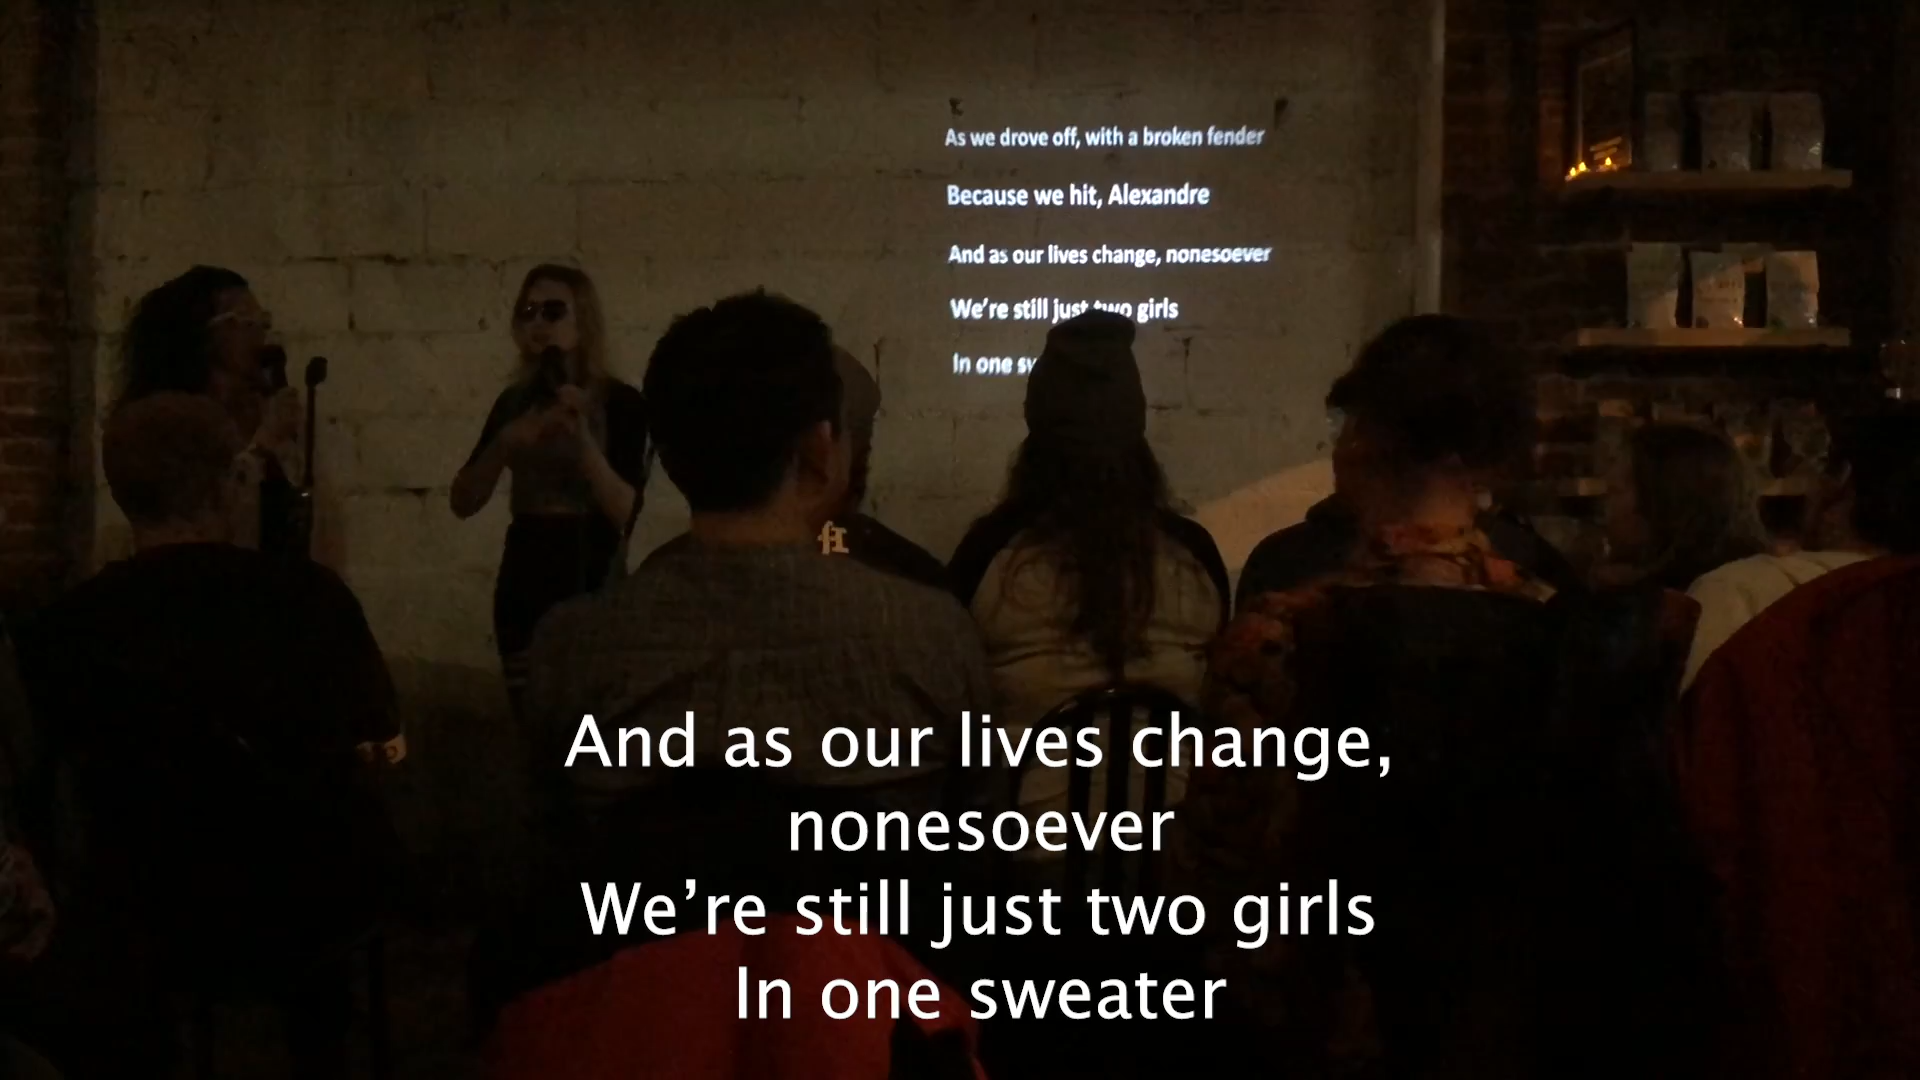 As we drove off, with a broken fender
Because we hit, Alexandre
And as our lives change, nonesoever
We're still just two girls
In one
And as our lives change,
nonesoever
We’re still just two girls
In one sweater